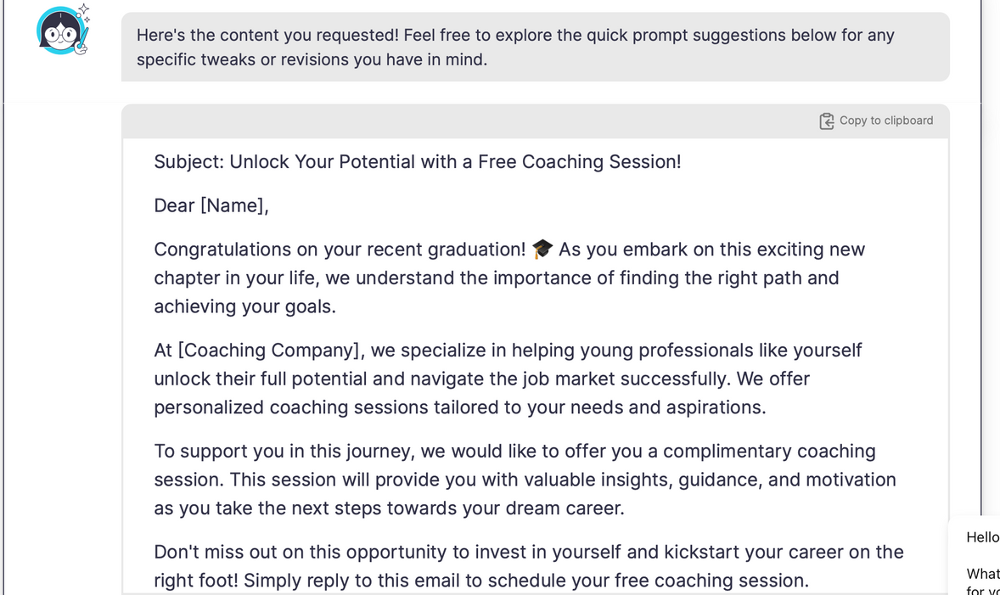 Here's the content you requested! Feel free to explore the quick prompt suggestions below for any
specific tweaks or revisions you have in mind.
Copy to clipboard
Subject: Unlock Your Potential with a Free Coaching Session!
Dear [Name],
Congratulations on your recent graduation! 🎓 As you embark on this exciting new
chapter in your life, we understand the importance of finding the right path and
achieving your goals.
At [Coaching Company], we specialize in helping young professionals like yourself
unlock their full potential and navigate the job market successfully. We offer
personalized coaching sessions tailored to your needs and aspirations.
To support you in this journey, we would like to offer you a complimentary coaching
session. This session will provide you with valuable insights, guidance, and motivation
as you take the next steps towards your dream career.
Don't miss out on this opportunity to invest in yourself and kickstart your career on the
right foot! Simply reply to this email to schedule your free coaching session.
Hello
What
for